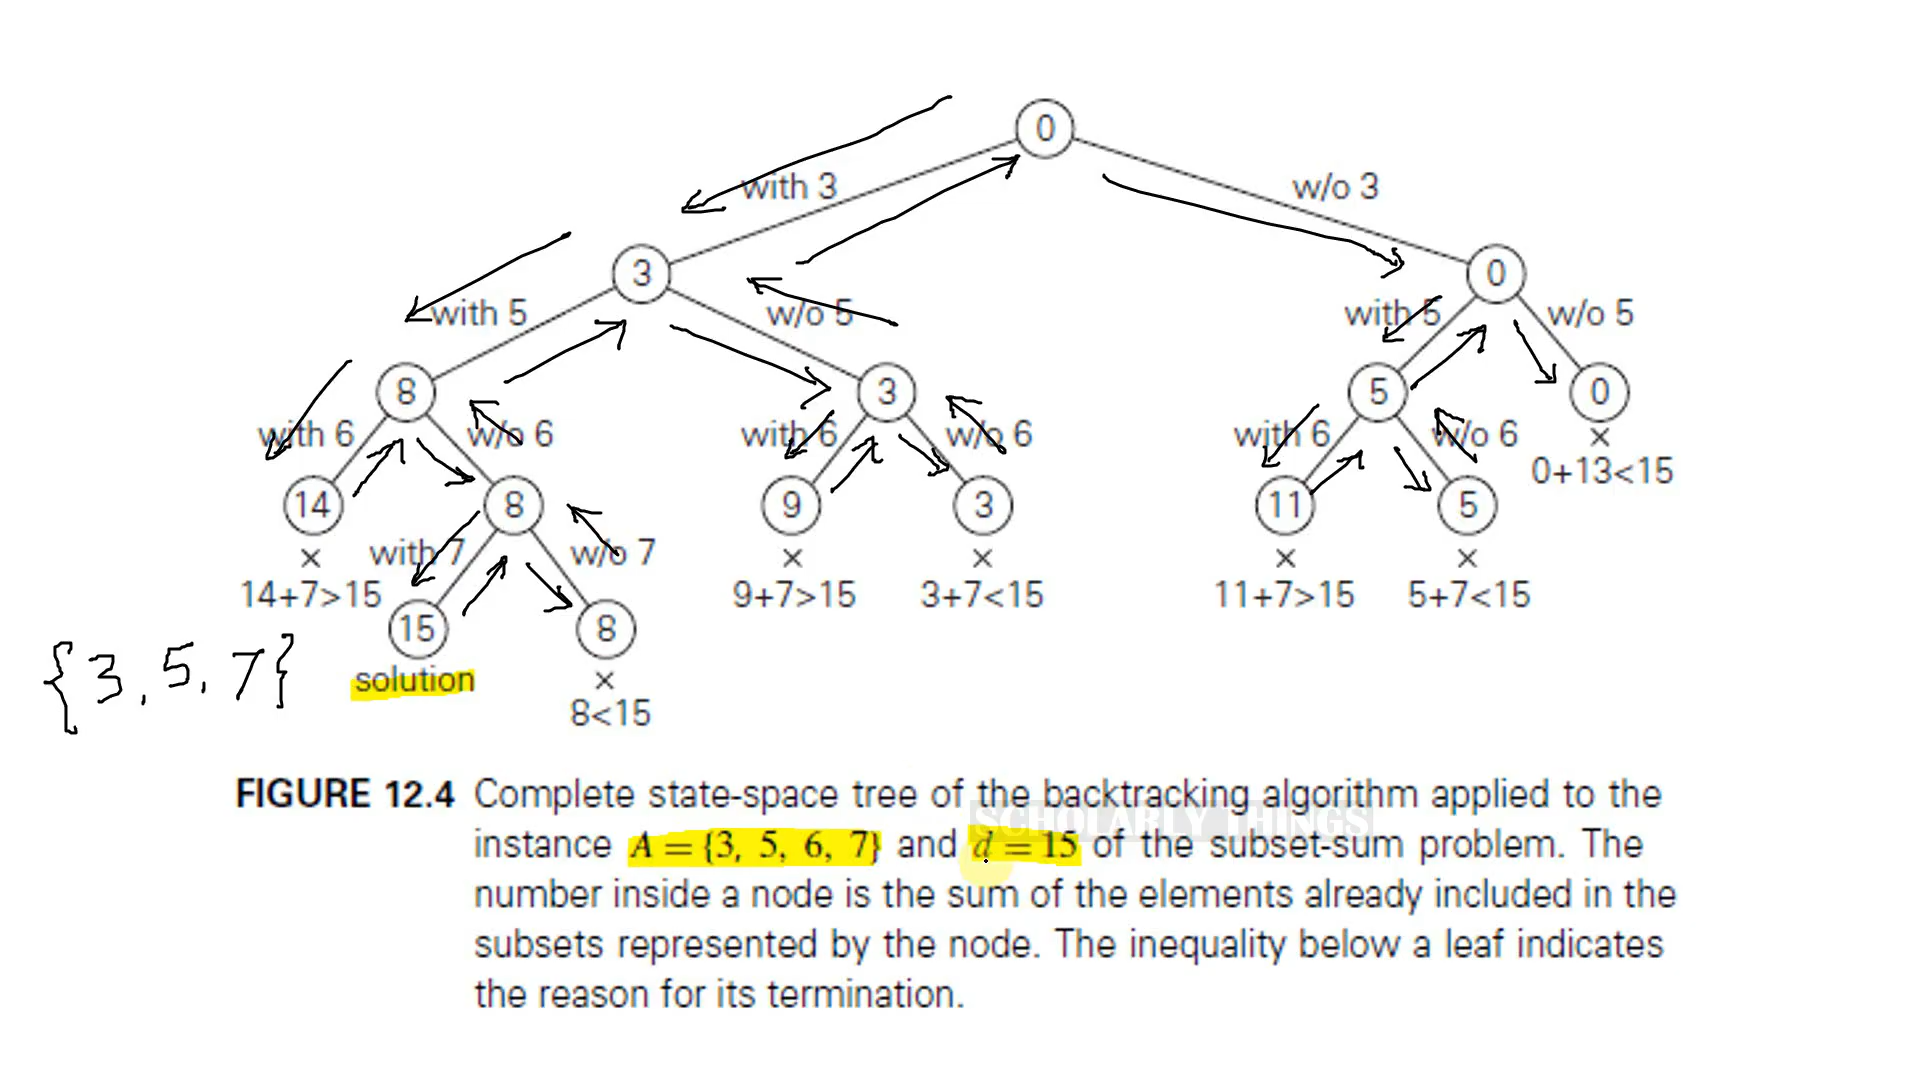 0
with 3 w/o 3
3 0
with 5 w/o 5 with 5 w/o 5
8 3 5 0
with 6 w/o 6 with 6 w/o 6 with 6 w/o 6 ×
0+13<15
14 8 9 3 11 5
× with 7 w/o 7 × × × ×
14+7>15 9+7>15 3+7<15 11+7>15 5+7<15
15 8
{3, 5, 7} solution ×
8<15
FIGURE 12.4 Complete state-space tree of the backtracking algorithm applied to the
SCHOLARLY THINGS
instance A = {3, 5, 6, 7} and d = 15 of the subset-sum problem. The
number inside a node is the sum of the elements already included in the
subsets represented by the node. The inequality below a leaf indicates
the reason for its termination.